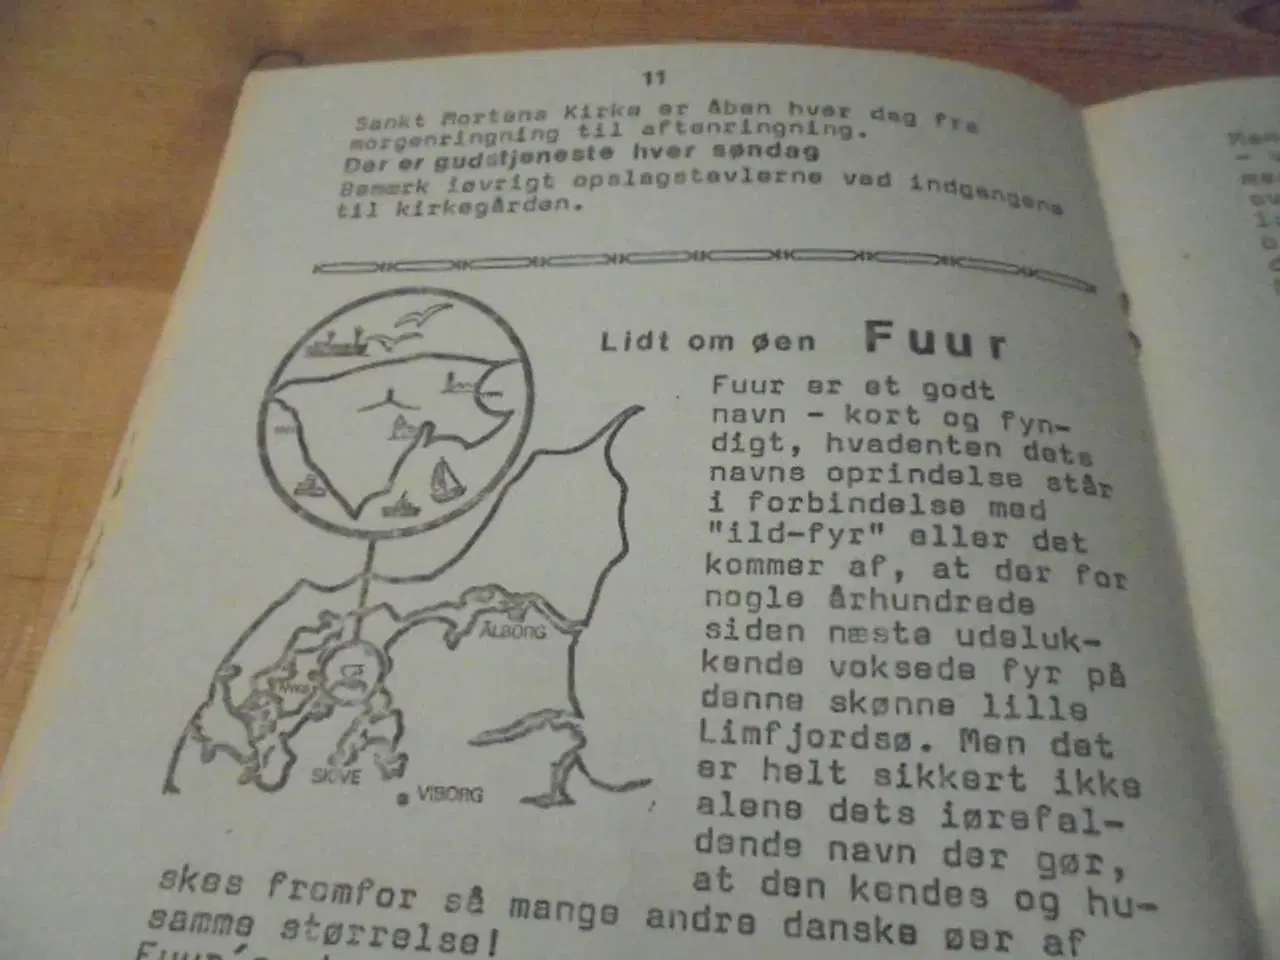 11
Sankt Mortens Kirke er åben hver dag fra
morgenringning til aftenringning.
Der er gudstjeneste hver søndag
Bemærk iøvrigt opslagstavlerne ved indgangene
til kirkegården.
Lidt om øen Fuur
Fuur er et godt
navn - kort og fyn-
digt, hvadenten dets
navns oprindelse står
i forbindelse med
"ild-fyr" eller det
kommer af, at der for
nogle århundrede
siden næste udeluk-
kende voksede fyr på
denne skønne lille
Limfjordsø. Men det
er helt sikkert ikke
alene dets iørefal-
dende navn der gør,
at den kendes og hu-
skes fremfor så mange andre danske øer af
samme størrelse!
ÅLBORG
SKIVE
VIBORG